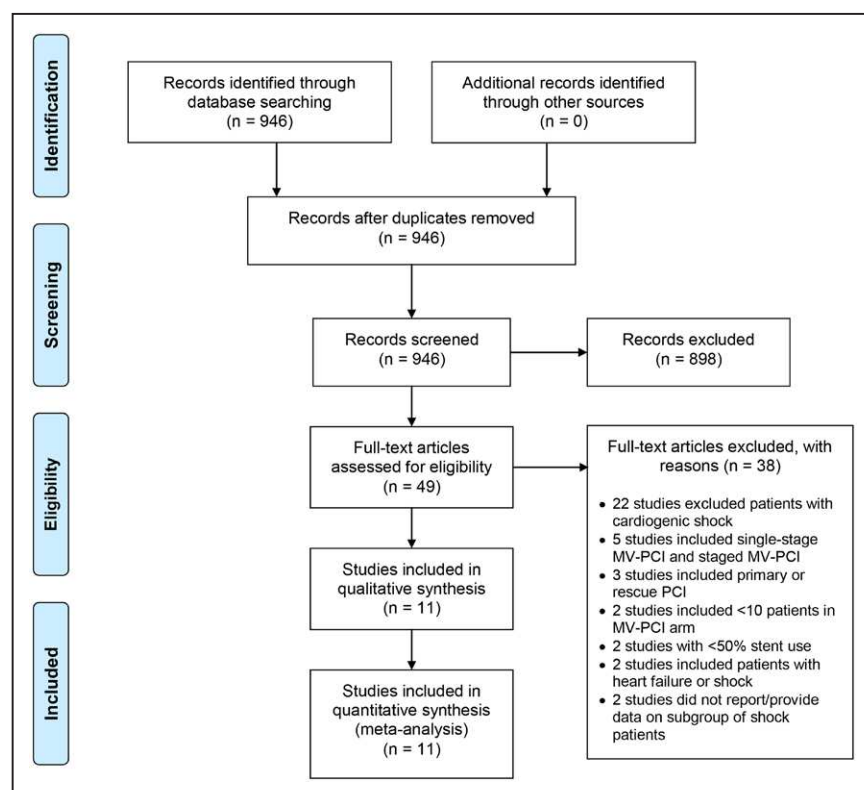 Identification
Records identified through
database searching
(n = 946)
Additional records identified
through other sources
(n = 0)
Records after duplicates removed
(n = 946)
Screening
Records screened
(n = 946)
Records excluded
(n = 898)
Eligibility
Full-text articles
assessed for eligibility
(n = 49)
Full-text articles excluded, with
reasons (n = 38)
• 22 studies excluded patients with
cardiogenic shock
• 5 studies included single-stage
MV-PCI and staged MV-PCI
• 3 studies included primary or
rescue PCI
• 2 studies included <10 patients in
MV-PCI arm
• 2 studies with <50% stent use
• 2 studies included patients with
heart failure or shock
• 2 studies did not report/provide
data on subgroup of shock
patients
Studies included in
qualitative synthesis
(n = 11)
Included
Studies included in
quantitative synthesis
(meta-analysis)
(n = 11)